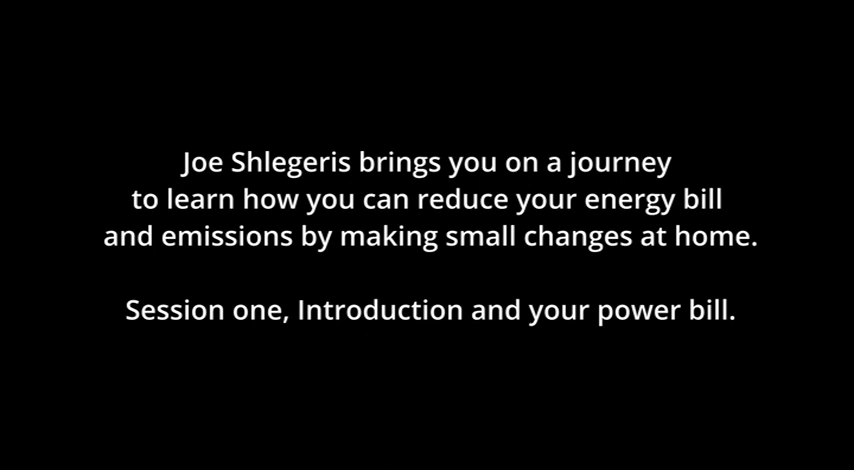 Joe Shlegeris brings you on a journey
to learn how you can reduce your energy bill
and emissions by making small changes at home.
Session one, Introduction and your power bill.